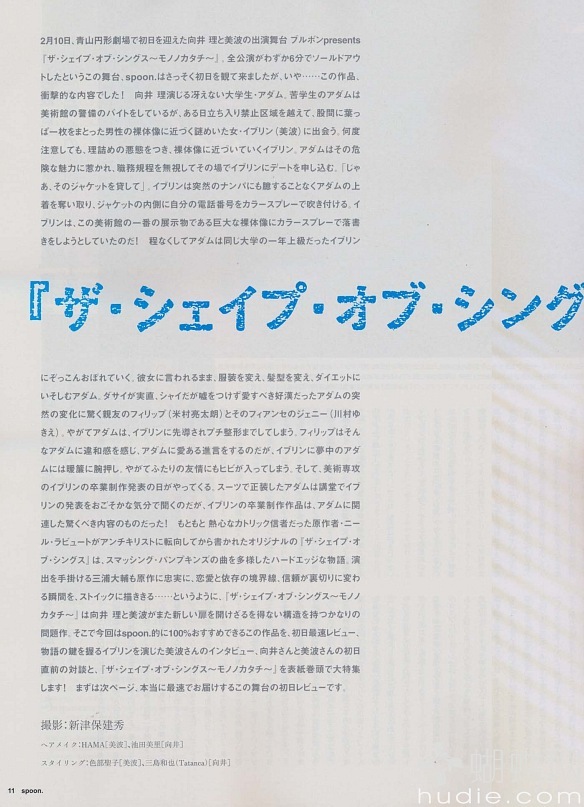 2月10日、青山円形劇場で初日を迎えた向井 理と美波の出演舞台 ブルボンpresents
『ザ・シェイプ・オブ・シングス〜モノノカタチ〜』。全公演がわずか6分でソールドアウ
トしたというこの舞台、spoon.はさっそく初日を観て来ましたが、いや……この作品、
衝撃的な内容でした！ 向井 理演じる冴えない大学生・アダム。苦学生のアダムは
美術館の警備のバイトをしているが、ある日立ち入り禁止区域を越えて、股間に葉っ
ぱ一枚をまとった男性の裸体像に近づく謎めいた女・イブリン（美波）に出会う。何度
注意しても、理詰めの悪態をつき、裸体像に近づいていくイブリン。アダムはその危
険な魅力に惹かれ、職務規程を無視してその場でイブリンにデートを申し込む。「じゃ
あ、そのジャケットを貸して」。イブリンは突然のナンパにも臆することなくアダムの上
着を奪い取り、ジャケットの内側に自分の電話番号をカラースプレーで吹き付ける。イ
ブリンは、この美術館の一番の展示物である巨大な裸体像にカラースプレーで落書
きをしようとしていたのだ！ 程なくしてアダムは同じ大学の一年上級だったイブリン
『ザ・シェイプ・オブ・シング
にぞっこんおぼれていく。彼女に言われるまま、服装を変え、髪型を変え、ダイエットに
いそしむアダム。ダサイが実直、シャイだが嘘をつけず愛すべき好漢だったアダムの突
然の変化に驚く親友のフィリップ（米村亮太朗）とそのフィアンセのジェニー（川村ゆ
きえ）。やがてアダムは、イブリンに先導されプチ整形までしてしまう。フィリップはそん
なアダムに違和感を感じ、アダムに愛ある進言をするのだが、イブリンに夢中のアダ
ムには暖簾に腕押し。やがてふたりの友情にもヒビが入ってしまう。そして、美術専攻
のイブリンの卒業制作発表の日がやってくる。スーツで正装したアダムは講堂でイブ
リンの発表をおごそかな気分で聞くのだが、イブリンの卒業制作作品は、アダムに関
連した驚くべき内容のものだった！ もともと 熱心なカトリック信者だった原作者・ニー
ル・ラビュートがアンチキリストに転向してから書かれたオリジナルの『ザ・シェイプ・オ
ブ・シングス』は、スマッシング・パンプキンズの曲を多様したハードエッジな物語。演
出を手掛ける三浦大輔も原作に忠実に、恋愛と依存の境界線、信頼が裏切りに変わ
る瞬間を、ストイックに描ききる……というように、『ザ・シェイプ・オブ・シングス〜モノノ
カタチ〜』は向井 理と美波がまた新しい扉を開けざるを得ない構造を持つかなりの
問題作。そこで今回はspoon.的に100%おすすめできるこの作品を、初日最速レビュー、
物語の鍵を握るイブリンを演じた美波さんのインタビュー、向井さんと美波さんの初日
直前の対談と、『ザ・シェイプ・オブ・シングス〜モノノカタチ〜』を表紙巻頭で大特集
します！ まずは次ページ、本当に最速でお届けするこの舞台の初日レビューです。
撮影：新津保建秀
ヘアメイク：HAMA［美波］、池田美里［向井］
スタイリング：色部聖子［美波］、三島和也（Tatanca）［向井］
11 spoon.
hudie.com